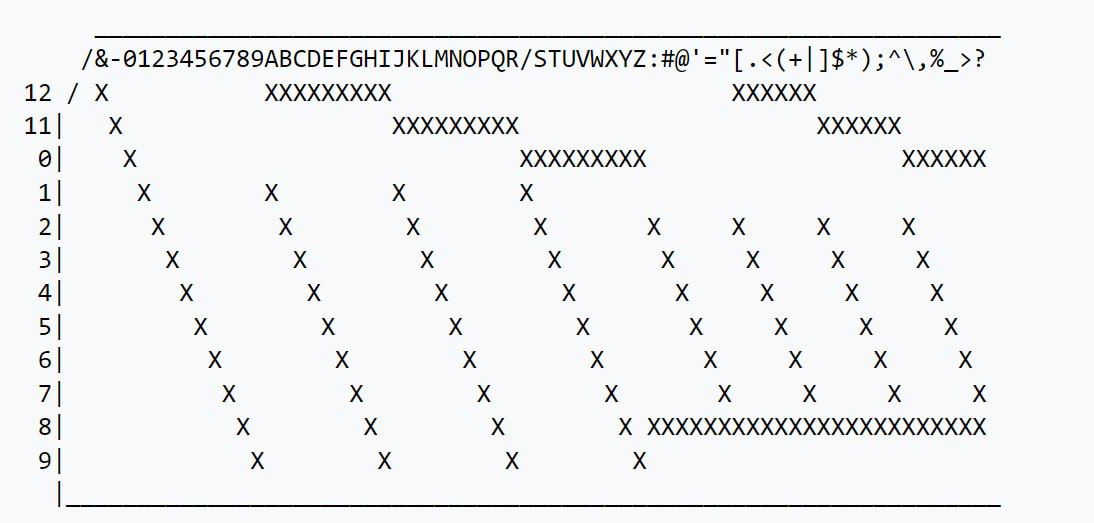 ________________________________________________________________
    /&-0123456789ABCDEFGHIJKLMNOPQR/STUVWXYZ:#@'="[.<(+|]$*);^\,%_>?
12 / X           XXXXXXXXX                        XXXXXX
11|   X                   XXXXXXXXX                     XXXXXX
 0|    X                           XXXXXXXXX                  XXXXXX
 1|     X        X        X        X
 2|      X        X        X        X       X     X     X     X
 3|       X        X        X        X       X     X     X     X
 4|        X        X        X        X       X     X     X     X
 5|         X        X        X        X       X     X     X     X
 6|          X        X        X        X       X     X     X     X
 7|           X        X        X        X       X     X     X     X
 8|            X        X        X        X XXXXXXXXXXXXXXXXXXXXXXXX
 9|             X        X        X        X
  |__________________________________________________________________